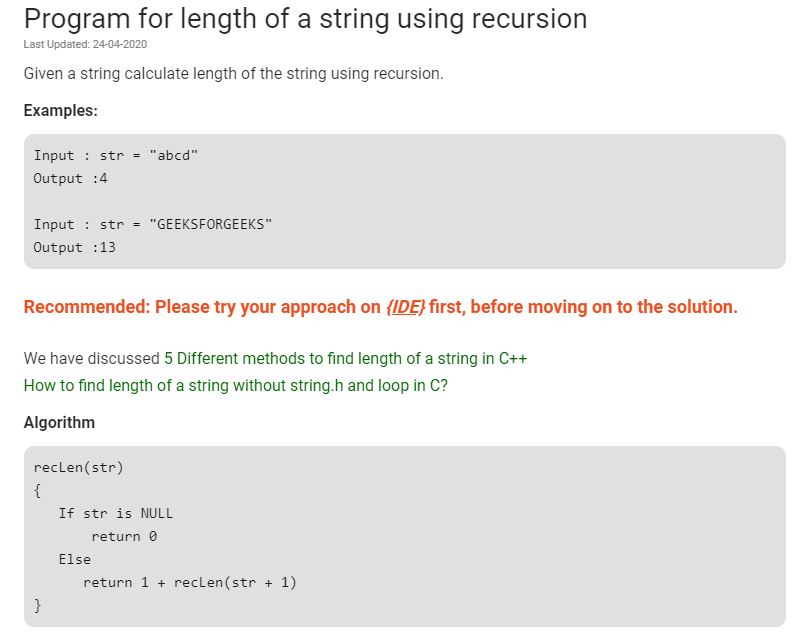 Program for length of a string using recursion
Last Updated: 24-04-2020
Given a string calculate length of the string using recursion.
Examples:
Input : str = "abcd"
Output :4
Input : str = "GEEKSFORGEEKS"
Output :13
Recommended: Please try your approach on {IDE} first, before moving on to the solution.
We have discussed 5 Different methods to find length of a string in C++
How to find length of a string without string.h and loop in C?
Algorithm
recLen(str)
{
   If str is NULL
       return 0
   Else
      return 1 + recLen(str + 1)
}